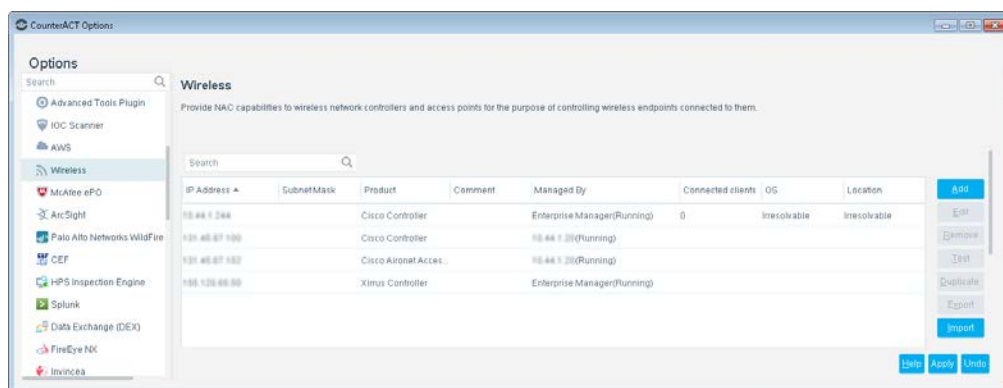 CounterACT Options
Options
Search
Advanced Tools Plugin
IOC Scanner
AWS
Wireless
McAfee ePO
ArcSight
Palo Alto Networks WildFire
CEF
HPS Inspection Engine
Splunk
Data Exchange (DEX)
FireEye NX
Invincea
Wireless
Provide NAC capabilities to wireless network controllers and access points for the purpose of controlling wireless endpoints connected to them.
Search
IP Address SubnetMask Product Comment Managed By Connected clients OS Location
Cisco Controller Enterprise Manager(Running) 0 Irresolvable Irresolvable
Cisco Controller (Running)
Cisco Aironet Acces... (Running)
Xirrus Controller Enterprise Manager(Running)
Add
Edit
Remove
Test
Duplicate
Export
Import
Help Apply Undo